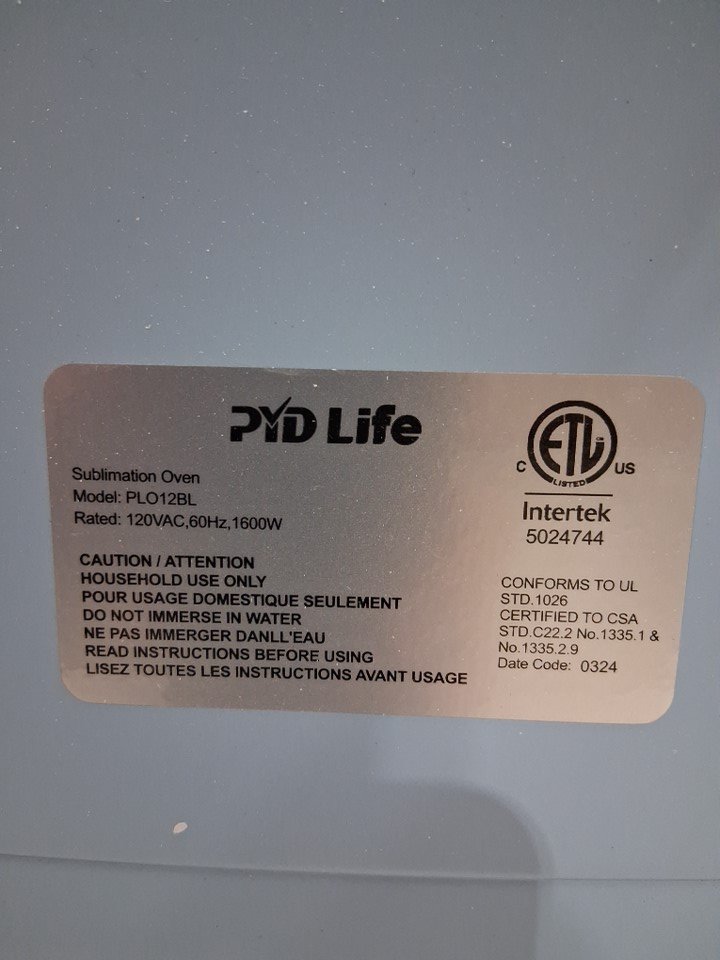 PYD Life
Sublimation Oven
Model: PLO12BL
Rated: 120VAC,60Hz,1600W
CAUTION / ATTENTION
HOUSEHOLD USE ONLY
POUR USAGE DOMESTIQUE SEULEMENT
DO NOT IMMERSE IN WATER
NE PAS IMMERGER DANLL'EAU
READ INSTRUCTIONS BEFORE USING
LISEZ TOUTES LES INSTRUCTIONS AVANT USAGE
ETL
C US
LISTED
Intertek
5024744
CONFORMS TO UL
STD.1026
CERTIFIED TO CSA
STD.C22.2 No.1335.1 &
No.1335.2.9
Date Code: 0324